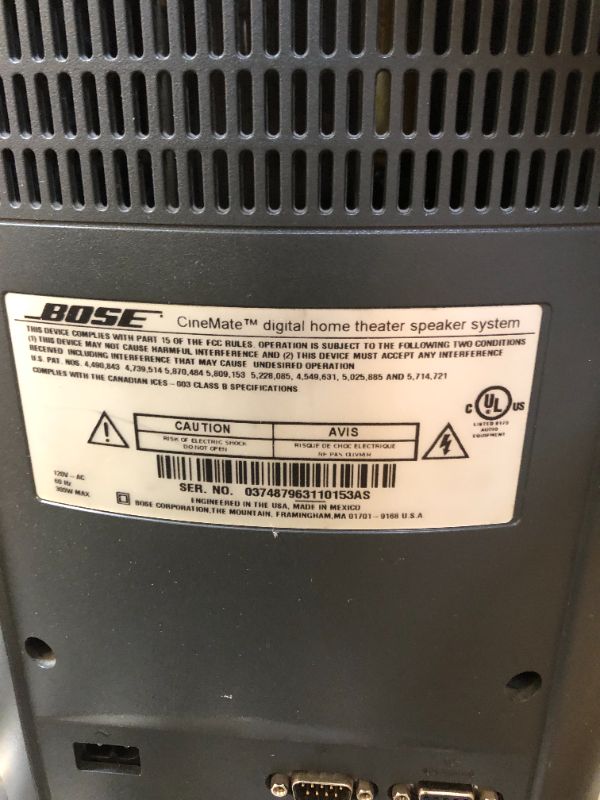 BOSE CineMate™ digital home theater speaker system
THIS DEVICE COMPLIES WITH PART 15 OF THE FCC RULES. OPERATION IS SUBJECT TO THE FOLLOWING TWO CONDITIONS
(1) THIS DEVICE MAY NOT CAUSE HARMFUL INTERFERENCE AND (2) THIS DEVICE MUST ACCEPT ANY INTERFERENCE
RECEIVED INCLUDING INTERFERENCE THAT MAY CAUSE UNDESIRED OPERATION
U.S. PAT. NOS. 4,490,843 4,739,514 5,870,484 5,809,153 5,228,085, 4,549,631, 5,025,885 AND 5,714,721
COMPLIES WITH THE CANADIAN ICES-003 CLASS B SPECIFICATIONS
C UL US
LISTED 6175
AUDIO
EQUIPMENT
CAUTION AVIS
RISK OF ELECTRIC SHOCK
DO NOT OPEN
RISQUE DE CHOC ELECTRIQUE
NE PAS OUVRIR
120V ~ AC
60 Hz
300W MAX
SER. NO. 037487963110153AS
ENGINEERED IN THE USA, MADE IN MEXICO
BOSE CORPORATION,THE MOUNTAIN, FRAMINGHAM,MA 01701-9168 U.S.A